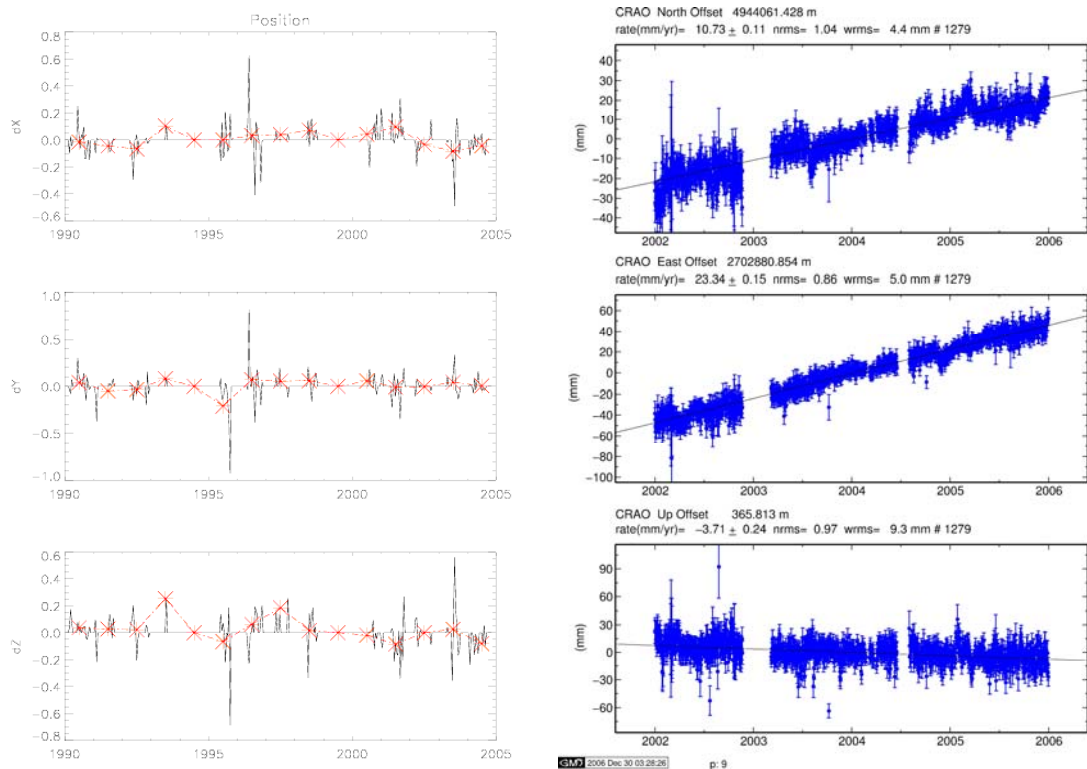 Position
0.8
0.6
0.4
0.2
0.0
−0.2
−0.4
−0.6
dX
1990 1995 2000 2005
1.0
0.5
0.0
−0.5
−1.0
dY
1990 1995 2000 2005
0.6
0.4
0.2
0.0
−0.2
−0.4
−0.6
0.8
dZ
1990 1995 2000 2005
CRAO North Offset 4944061.428 m
rate(mm/yr)= 10.73 ± 0.11 nrms= 1.04 wrms= 4.4 mm # 1279
40
30
20
10
0
−10
−20
−30
−40
(mm)
2002 2003 2004 2005 2006
CRAO East Offset 2702880.854 m
rate(mm/yr)= 23.34 ± 0.15 nrms= 0.86 wrms= 5.0 mm # 1279
60
40
20
0
−20
−40
−60
−80
−100
(mm)
2002 2003 2004 2005 2006
CRAO Up Offset 365.813 m
rate(mm/yr)= −3.71 ± 0.24 nrms= 0.97 wrms= 9.3 mm # 1279
90
60
30
0
−30
−60
(mm)
2002 2003 2004 2005 2006
GMD 2006 Dec 30 03:28:26
p: 9